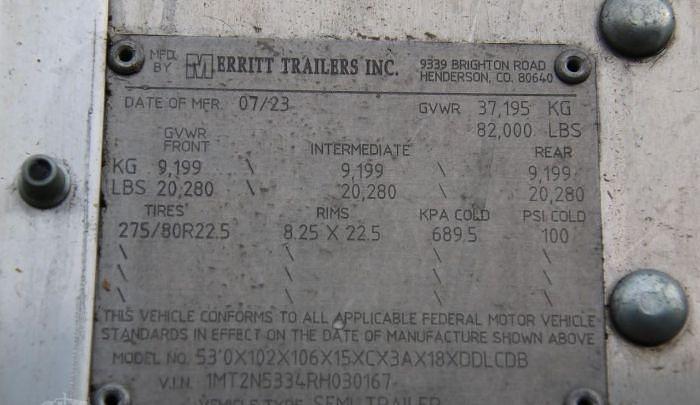 MFD. BY MERRITT TRAILERS INC. 9339 BRIGHTON ROAD
HENDERSON, CO. 80640
DATE OF MFR. 07/23 GVWR 37,195 KG
82,000 LBS
GVWR
FRONT INTERMEDIATE REAR
KG 9,199 \ 9,199 \ 9,199
LBS 20,280 \ 20,280 \ 20,280
TIRES RIMS KPA COLD PSI COLD
275/80R22.5 8.25 X 22.5 689.5 100
\ \ \ \
\ \ \ \
\ \ \ \
THIS VEHICLE CONFORMS TO ALL APPLICABLE FEDERAL MOTOR VEHICLE
STANDARDS IN EFFECT ON THE DATE OF MANUFACTURE SHOWN ABOVE
MODEL NO. 53'0X102X106X15XCX3AX18XDDLCDB
V.I.N. 1MT2N5334RH030167
VEHICLE TYPE SEMI TRAILER